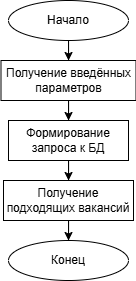 Начало
Получение введённых
параметров
Формирование
запроса к БД
Получение
подходящих вакансий
Конец